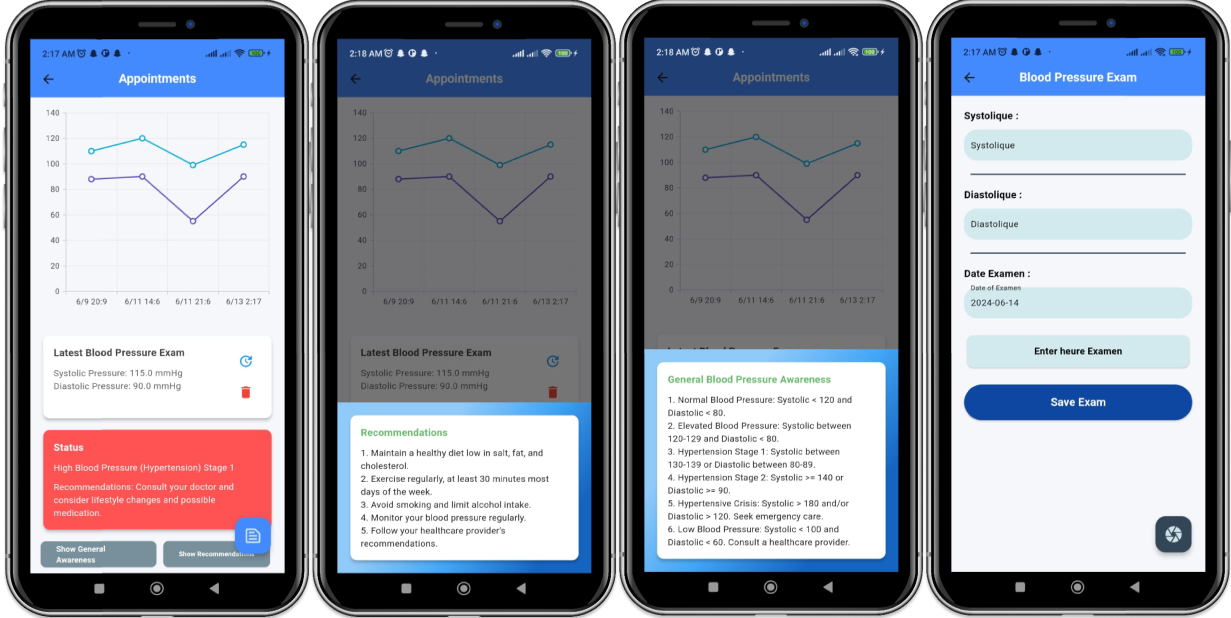 2:17 AM
Appointments
140
120
100
80
60
40
20
0
6/9 20:9 6/11 14:6 6/11 21:6 6/13 2:17
Latest Blood Pressure Exam
Systolic Pressure: 115.0 mmHg
Diastolic Pressure: 90.0 mmHg
Status
High Blood Pressure (Hypertension) Stage 1
Recommendations: Consult your doctor and
consider lifestyle changes and possible
medication.
Show General
Awareness
Show Recommendations
2:18 AM
Appointments
140
120
100
80
60
40
20
0
6/9 20:9 6/11 14:6 6/11 21:6 6/13 2:17
Latest Blood Pressure Exam
Systolic Pressure: 115.0 mmHg
Diastolic Pressure: 90.0 mmHg
Recommendations
1. Maintain a healthy diet low in salt, fat, and
cholesterol.
2. Exercise regularly, at least 30 minutes most
days of the week.
3. Avoid smoking and limit alcohol intake.
4. Monitor your blood pressure regularly.
5. Follow your healthcare provider's
recommendations.
2:18 AM
Appointments
140
120
100
80
60
40
20
0
6/9 20:9 6/11 14:6 6/11 21:6 6/13 2:17
General Blood Pressure Awareness
1. Normal Blood Pressure: Systolic < 120 and
Diastolic < 80.
2. Elevated Blood Pressure: Systolic between
120-129 and Diastolic < 80.
3. Hypertension Stage 1: Systolic between
130-139 or Diastolic between 80-89.
4. Hypertension Stage 2: Systolic >= 140 or
Diastolic >= 90.
5. Hypertensive Crisis: Systolic > 180 and/or
Diastolic > 120. Seek emergency care.
6. Low Blood Pressure: Systolic < 100 and
Diastolic < 60. Consult a healthcare provider.
2:17 AM
Blood Pressure Exam
Systolique :
Systolique
Diastolique :
Diastolique
Date Examen :
Date of Examen
2024-06-14
Enter heure Examen
Save Exam